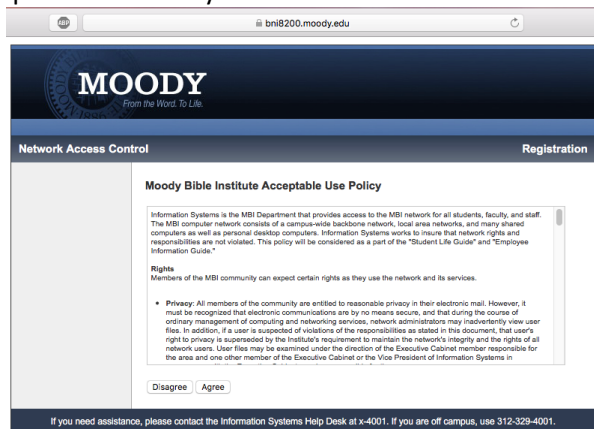 ABP
bni8200.moody.edu
MOODY
From the Word. To Life.
1886
Network Access Control
Registration
Moody Bible Institute Acceptable Use Policy
Information Systems is the MBI Department that provides access to the MBI network for all students, faculty, and staff.
The MBI computer network consists of a campus-wide backbone network, local area networks, and many shared
computers as well as personal desktop computers. Information Systems works to insure that network rights and
responsibilities are not violated. This policy will be considered as a part of the "Student Life Guide" and "Employee
Information Guide."
Rights
Members of the MBI community can expect certain rights as they use the network and its services.
• Privacy: All members of the community are entitled to reasonable privacy in their electronic mail. However, it
must be recognized that electronic communications are by no means secure, and that during the course of
ordinary management of computing and networking services, network administrators may inadvertently view user
files. In addition, if a user is suspected of violations of the responsibilities as stated in this document, that user's
right to privacy is superseded by the Institute's requirement to maintain the network's integrity and the rights of all
network users. User files may be examined under the direction of the Executive Cabinet member responsible for
the area and one other member of the Executive Cabinet or the Vice President of Information Systems in
Disagree Agree
If you need assistance, please contact the Information Systems Help Desk at x-4001. If you are off campus, use 312-329-4001.